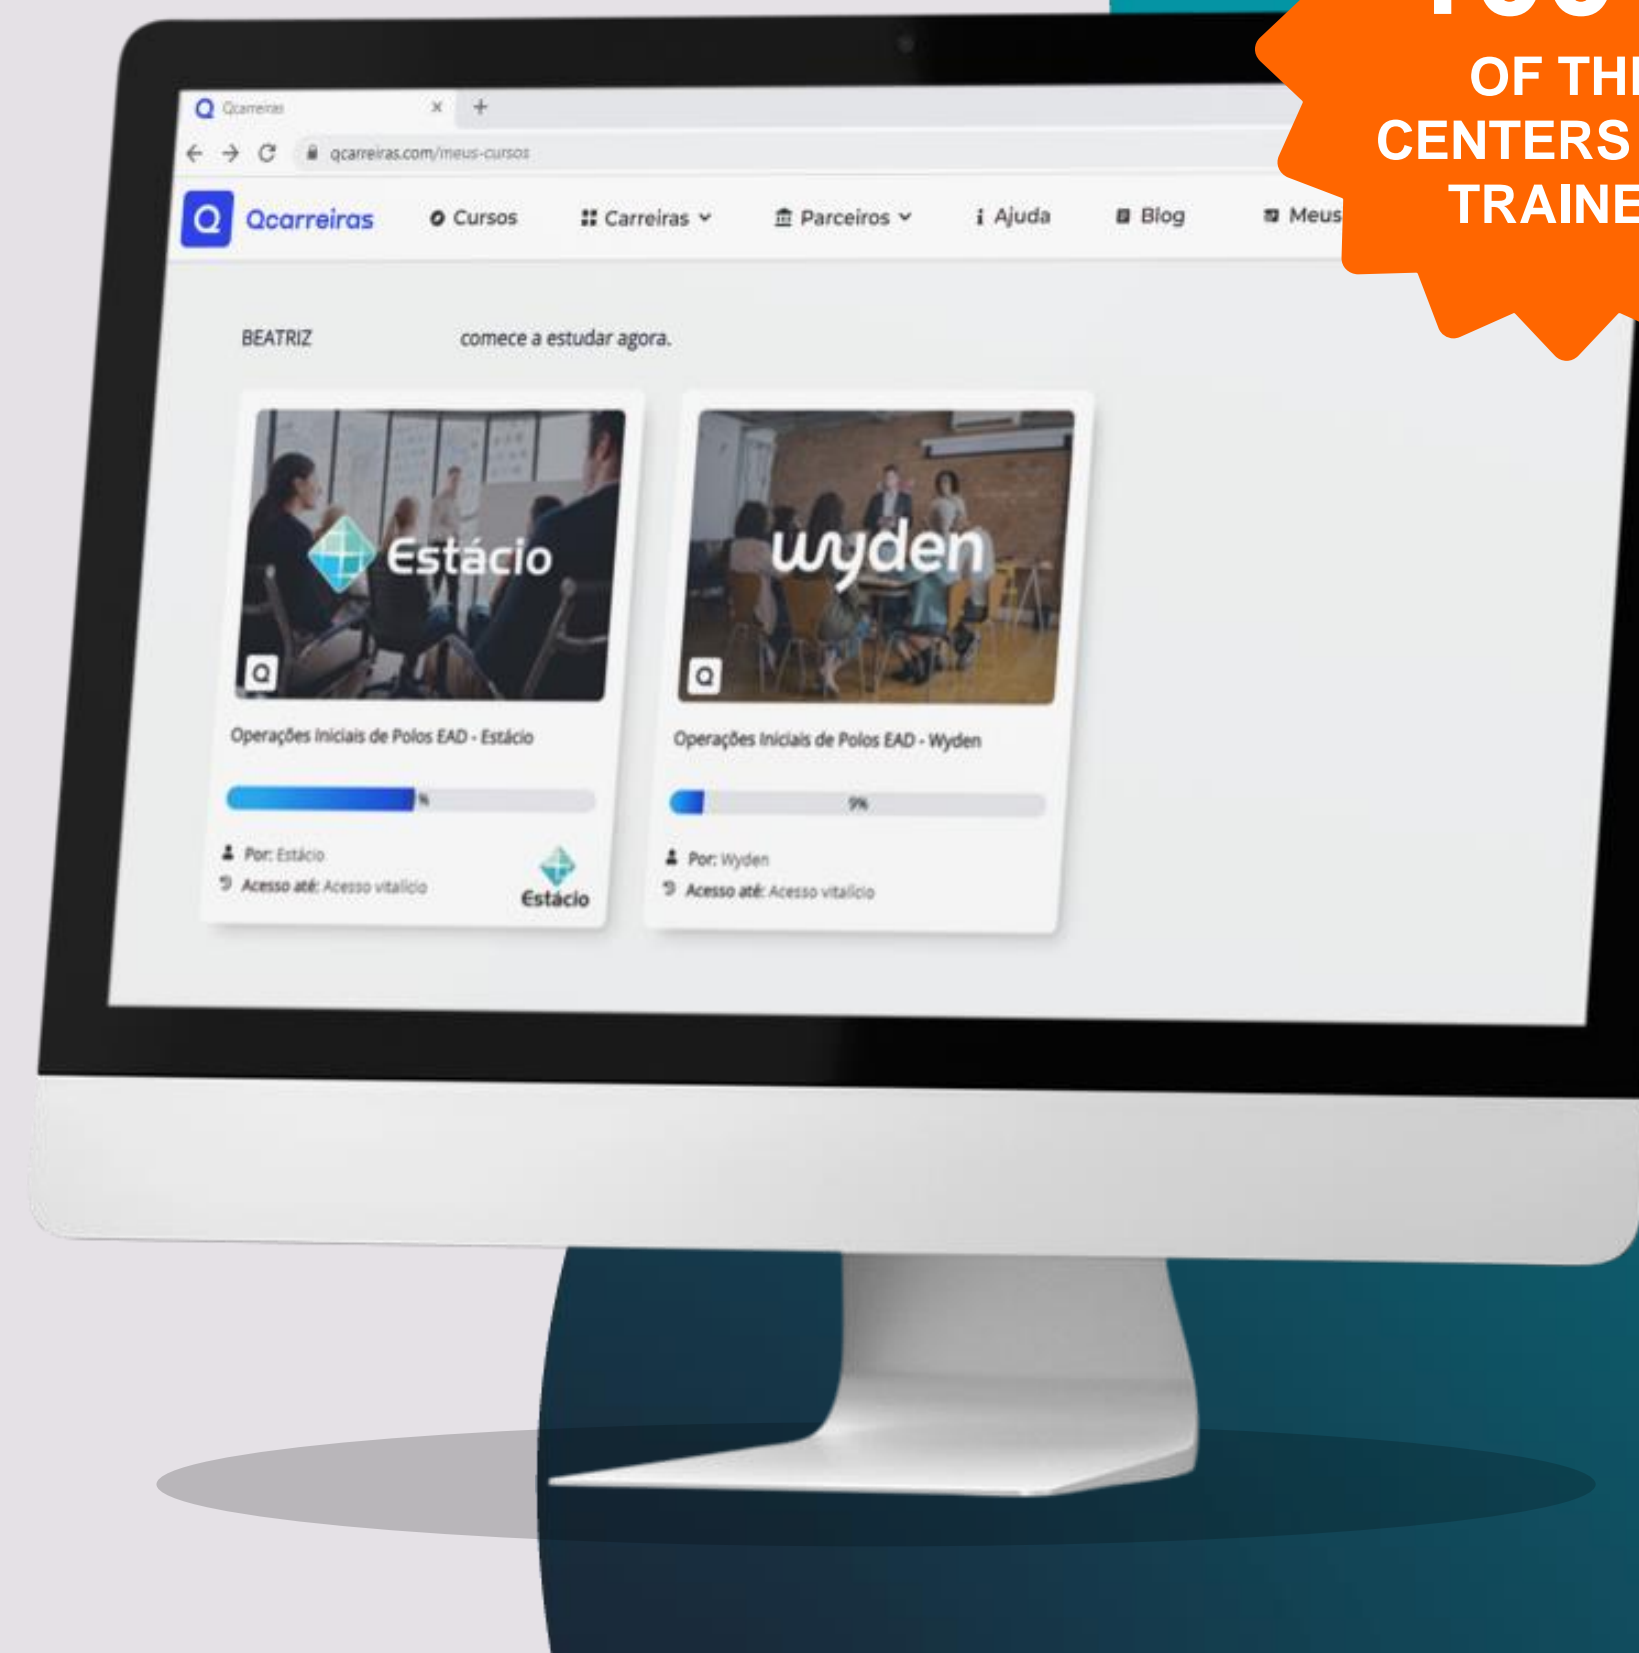 OF THE
CENTERS
TRAINE
Qcarreiras
qcarreiras.com/meus-cursos
Qcarreiras
Cursos
Carreiras
Parceiros
Ajuda
Blog
Meus
BEATRIZ comece a estudar agora.
Estácio
wyden
Operações Iniciais de Polos EAD - Estácio
%
Por: Estácio
Acesso até: Acesso vitalício
Estácio
Operações Iniciais de Polos EAD - Wyden
9%
Por: Wyden
Acesso até: Acesso vitalício